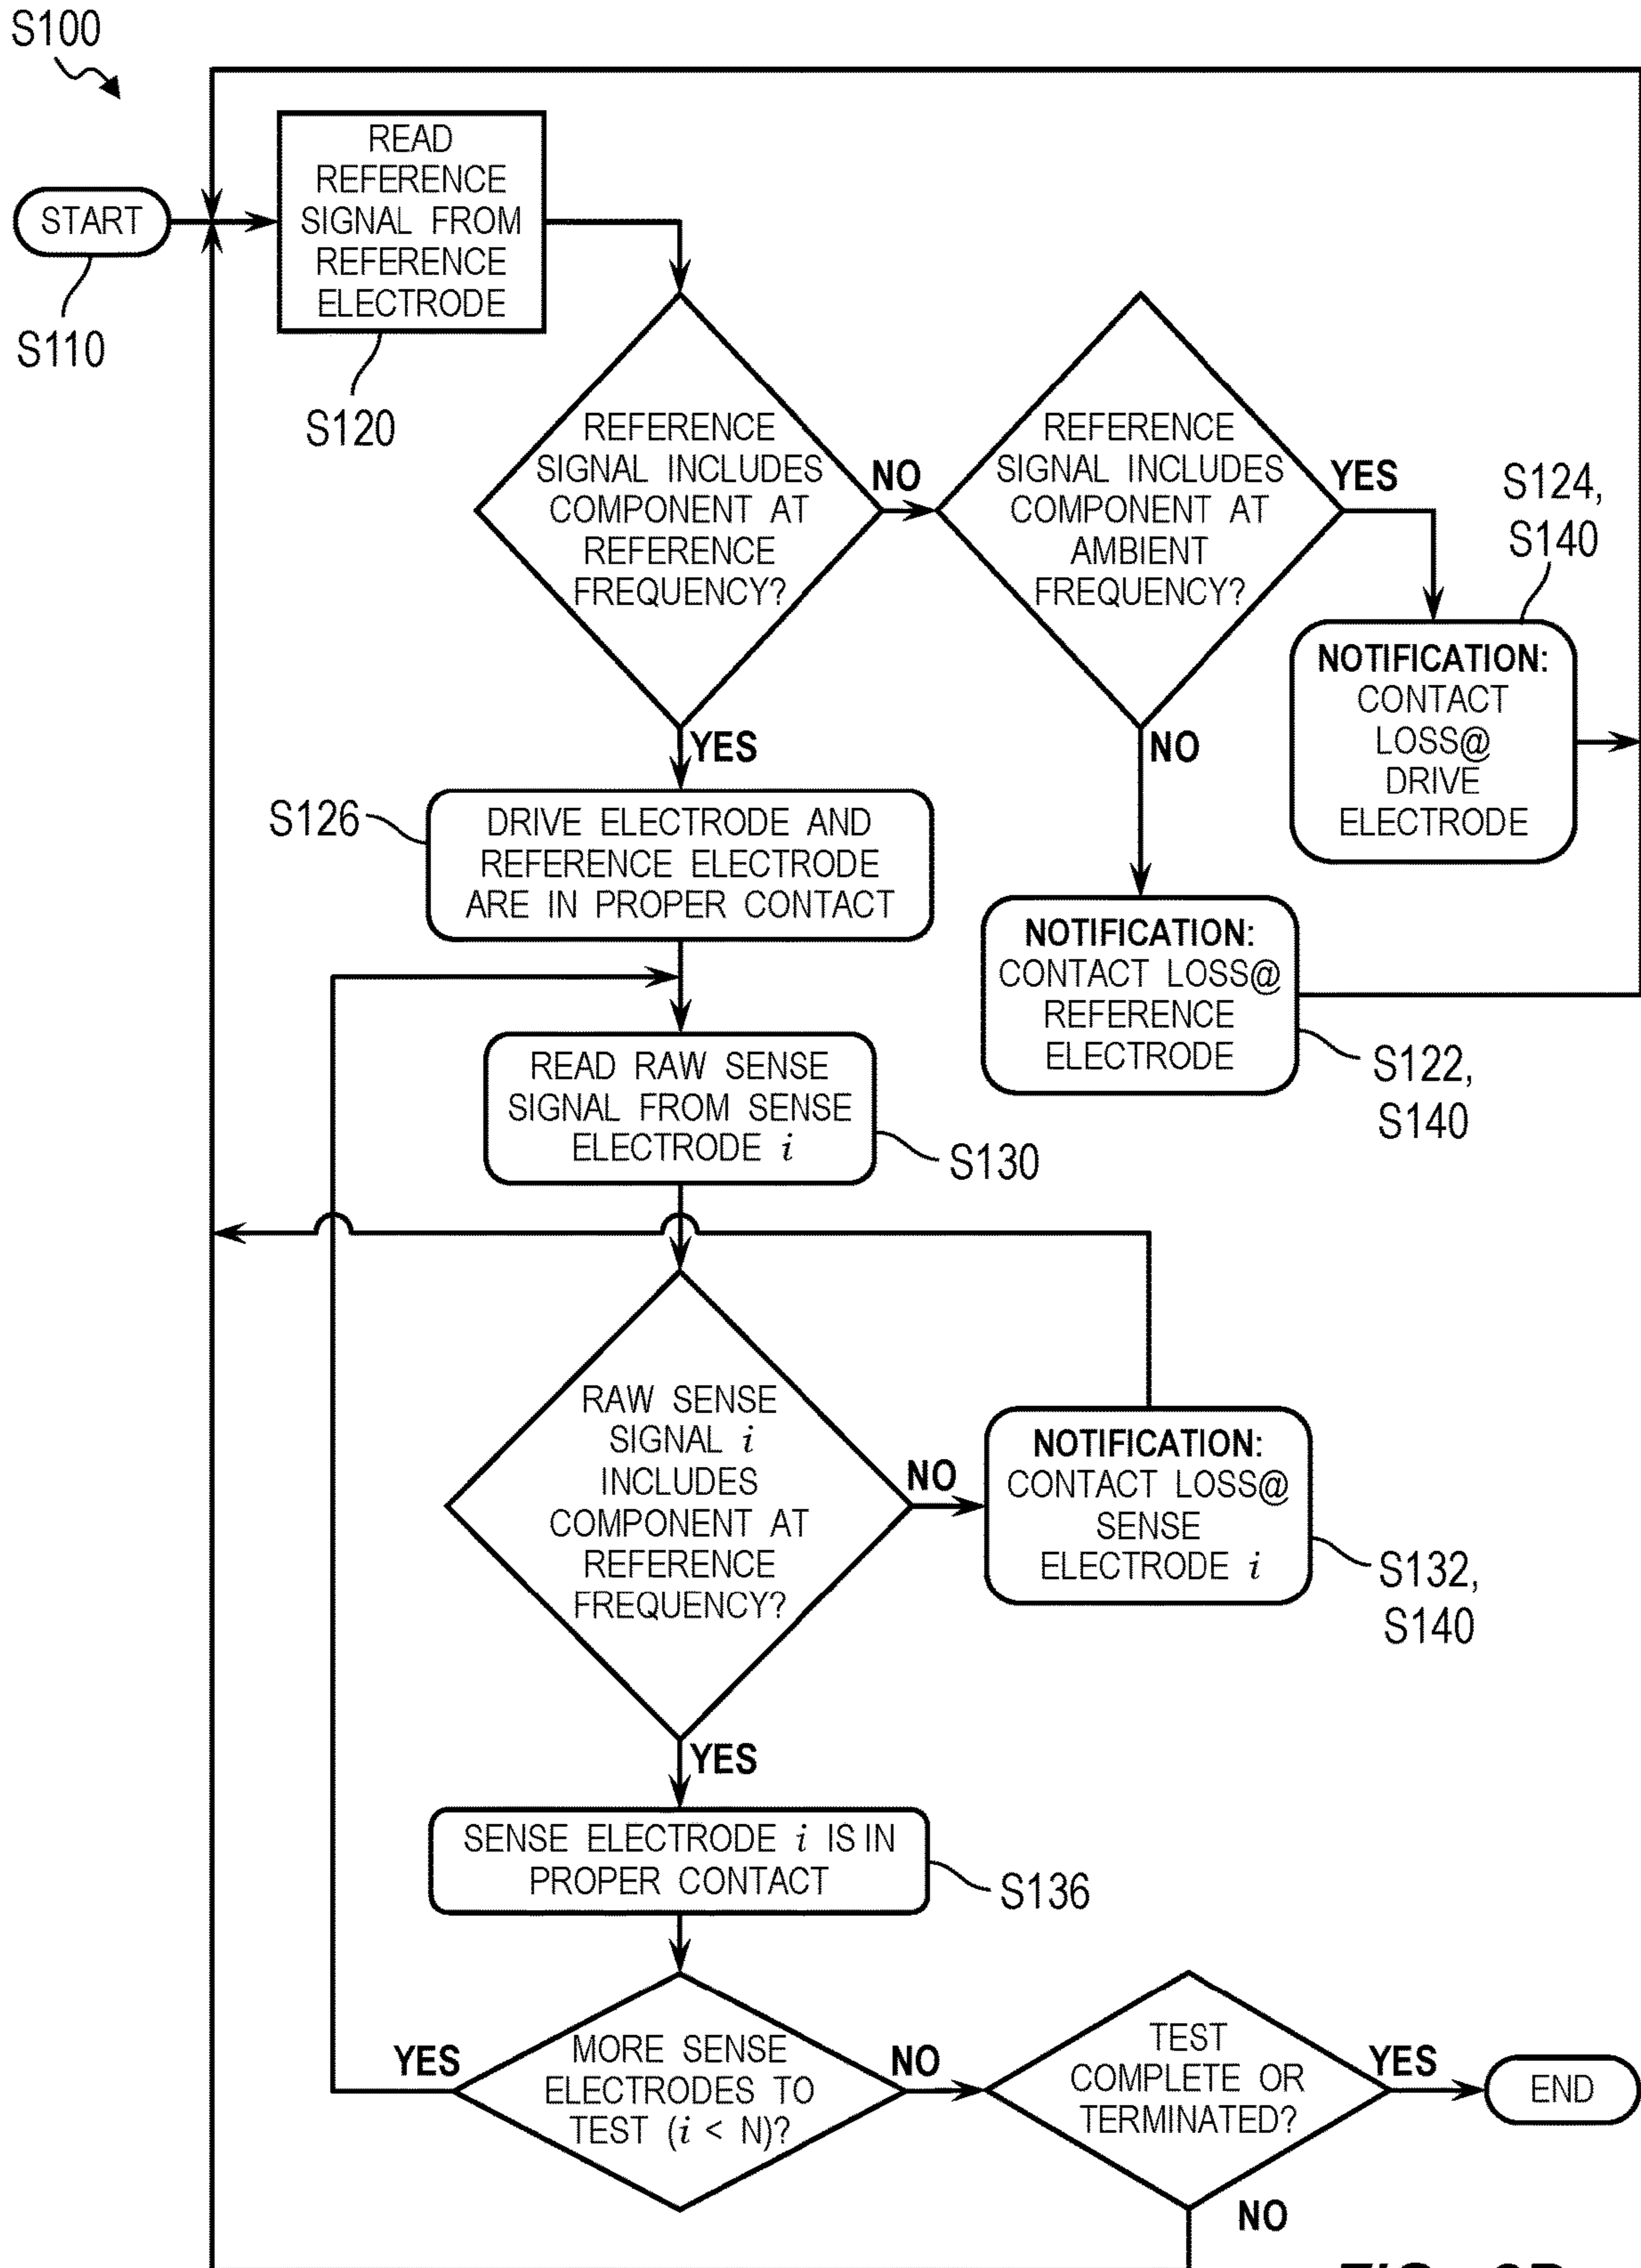 S100
READ
REFERENCE
SIGNAL FROM
REFERENCE
ELECTRODE
START
S110
S120
REFERENCE
SIGNAL INCLUDES
COMPONENT AT
REFERENCE
FREQUENCY?
NO
REFERENCE
SIGNAL INCLUDES
COMPONENT AT
AMBIENT
FREQUENCY?
YES
S124,
S140
NOTIFICATION:
CONTACT
LOSS@
DRIVE
ELECTRODE
YES
NO
S126
DRIVE ELECTRODE AND
REFERENCE ELECTRODE
ARE IN PROPER CONTACT
NOTIFICATION:
CONTACT LOSS@
REFERENCE
ELECTRODE
S122,
S140
READ RAW SENSE
SIGNAL FROM SENSE
ELECTRODE i
S130
RAW SENSE
SIGNAL i
INCLUDES
COMPONENT AT
REFERENCE
FREQUENCY?
NO
NOTIFICATION:
CONTACT LOSS@
SENSE
ELECTRODE i
S132,
S140
YES
SENSE ELECTRODE i IS IN
PROPER CONTACT
S136
YES
MORE SENSE
ELECTRODES TO
TEST (i < N)?
NO
TEST
COMPLETE OR
TERMINATED?
YES
END
NO